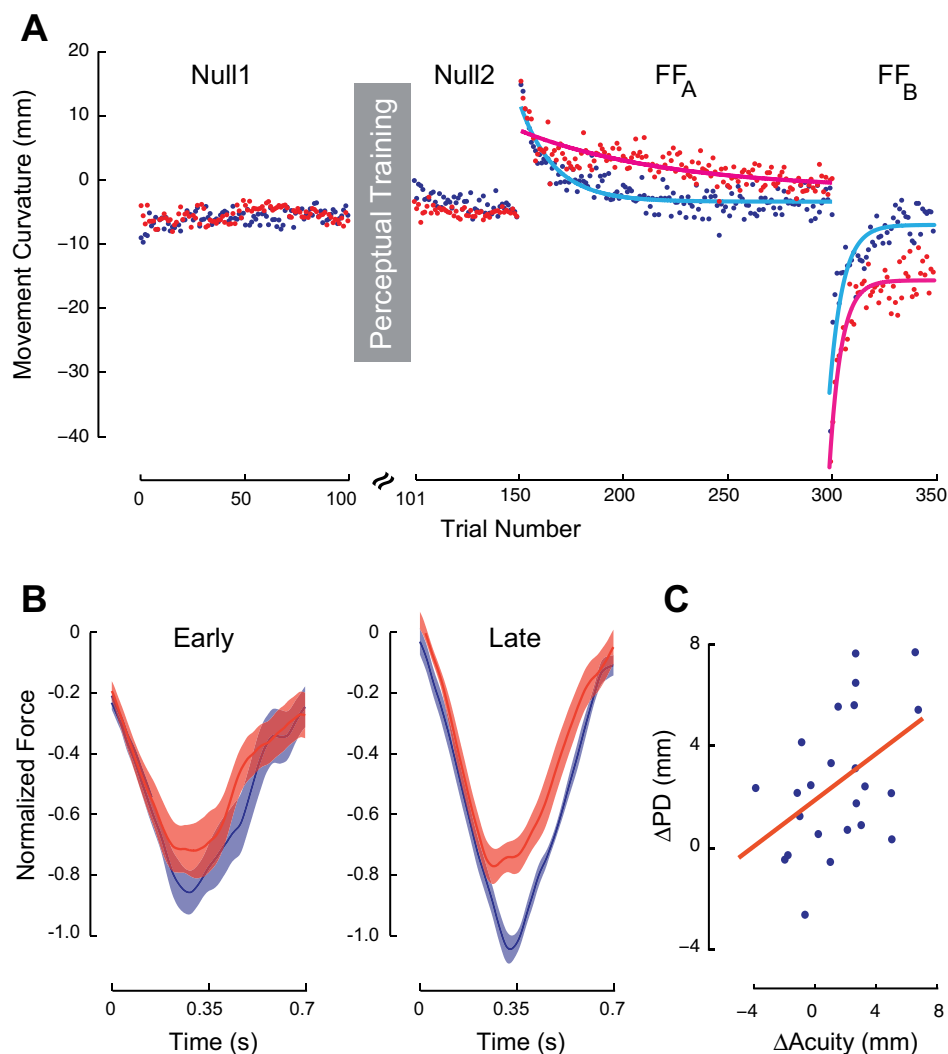 A
Null1
Null2
FFA
FFB
Movement Curvature (mm)
20
10
0
−10
−20
−30
−40
Perceptual Training
0
50
100
≈
101
150
200
250
300
350
Trial Number
B
Early
Late
Normalized Force
0
-0.2
-0.4
-0.6
-0.8
-1.0
0
-0.2
-0.4
-0.6
-0.8
-1.0
0
0.35
0.7
0
0.35
0.7
Time (s)
Time (s)
C
ΔPD (mm)
8
4
0
−4
−4
0
4
8
ΔAcuity (mm)